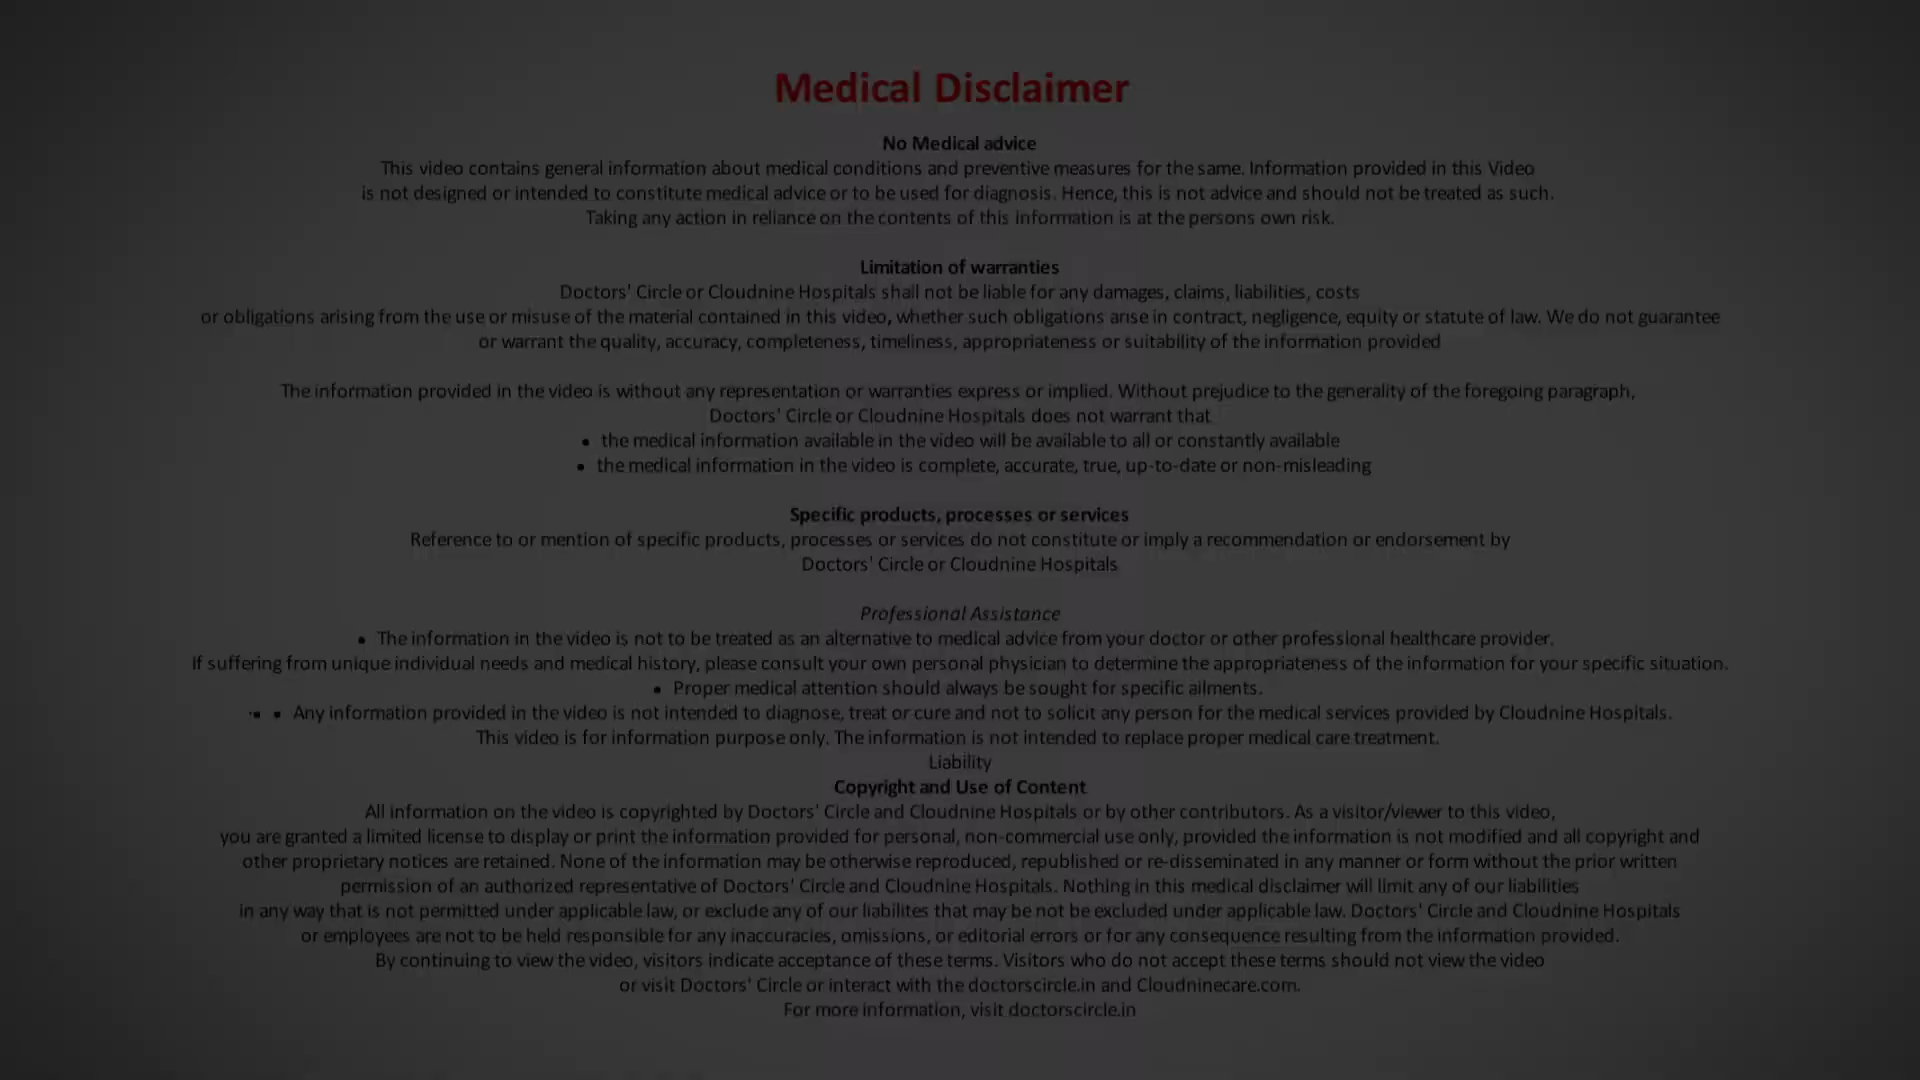 Medical Disclaimer
No Medical advice
This video contains general information about medical conditions and preventive measures for the same. Information provided in this Video
is not designed or intended to constitute medical advice or to be used for diagnosis. Hence, this is not advice and should not be treated as such.
Taking any action in reliance on the contents of this information is at the persons own risk.
Limitation of warranties
Doctors' Circle or Cloudnine Hospitals shall not be liable for any damages, claims, liabilities, costs
or obligations arising from the use or misuse of the material contained in this video, whether such obligations arise in contract, negligence, equity or statute of law. We do not guarantee
or warrant the quality, accuracy, completeness, timeliness, appropriateness or suitability of the information provided
The information provided in the video is without any representation or warranties express or implied. Without prejudice to the generality of the foregoing paragraph,
Doctors' Circle or Cloudnine Hospitals does not warrant that
• the medical information available in the video will be available to all or constantly available
• the medical information in the video is complete, accurate, true, up-to-date or non-misleading
Specific products, processes or services
Reference to or mention of specific products, processes or services do not constitute or imply a recommendation or endorsement by
Doctors' Circle or Cloudnine Hospitals
Professional Assistance
• The information in the video is not to be treated as an alternative to medical advice from your doctor or other professional healthcare provider.
If suffering from unique individual needs and medical history, please consult your own personal physician to determine the appropriateness of the information for your specific situation.
• Proper medical attention should always be sought for specific ailments.
• • Any information provided in the video is not intended to diagnose, treat or cure and not to solicit any person for the medical services provided by Cloudnine Hospitals.
This video is for information purpose only. The information is not intended to replace proper medical care treatment.
Liability
Copyright and Use of Content
All information on the video is copyrighted by Doctors' Circle and Cloudnine Hospitals or by other contributors. As a visitor/viewer to this video,
you are granted a limited license to display or print the information provided for personal, non-commercial use only, provided the information is not modified and all copyright and
other proprietary notices are retained. None of the information may be otherwise reproduced, republished or re-disseminated in any manner or form without the prior written
permission of an authorized representative of Doctors' Circle and Cloudnine Hospitals. Nothing in this medical disclaimer will limit any of our liabilities
in any way that is not permitted under applicable law, or exclude any of our liabilites that may be not be excluded under applicable law. Doctors' Circle and Cloudnine Hospitals
or employees are not to be held responsible for any inaccuracies, omissions, or editorial errors or for any consequence resulting from the information provided.
By continuing to view the video, visitors indicate acceptance of these terms. Visitors who do not accept these terms should not view the video
or visit Doctors' Circle or interact with the doctorscircle.in and Cloudninecare.com.
For more information, visit doctorscircle.in